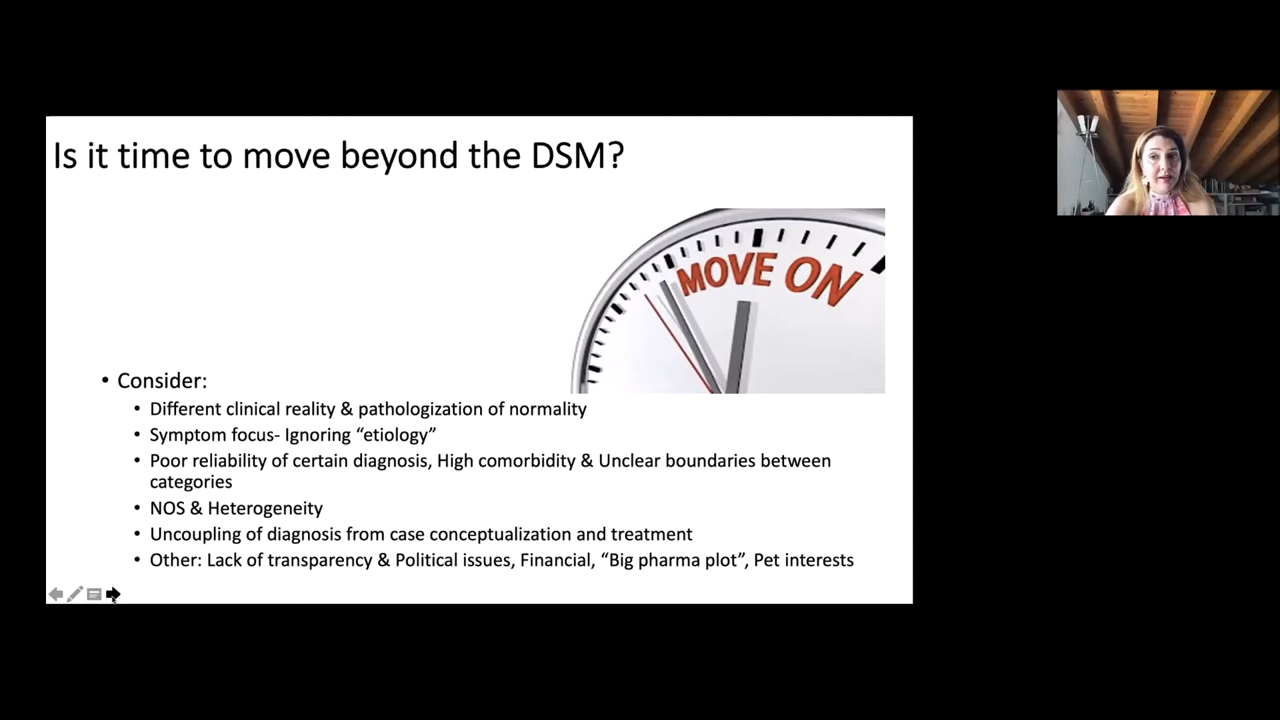 Is it time to move beyond the DSM?
MOVE ON
• Consider:
• Different clinical reality & pathologization of normality
• Symptom focus- Ignoring “etiology”
• Poor reliability of certain diagnosis, High comorbidity & Unclear boundaries between
categories
• NOS & Heterogeneity
• Uncoupling of diagnosis from case conceptualization and treatment
• Other: Lack of transparency & Political issues, Financial, “Big pharma plot”, Pet interests